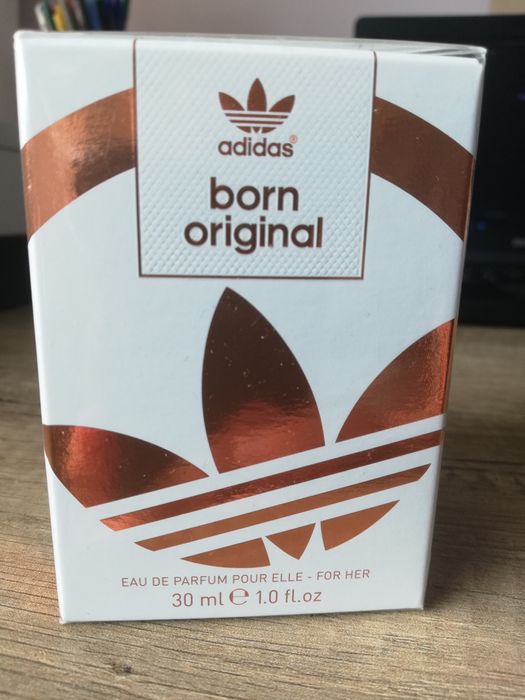 adidas®
born
original
EAU DE PARFUM POUR ELLE - FOR HER
30 ml ℮ 1.0 fl.oz